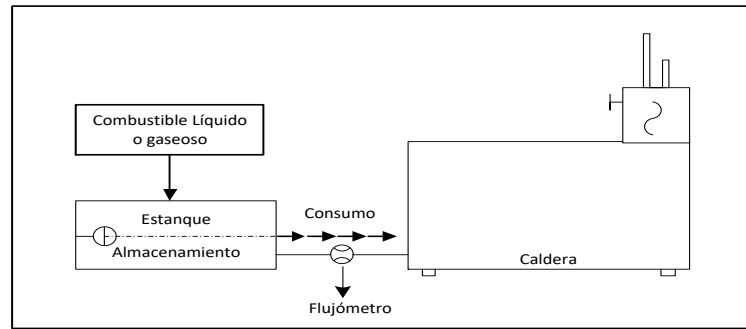 Combustible Líquido
o gaseoso
Estanque
Almacenamiento
Consumo
Flujómetro
Caldera